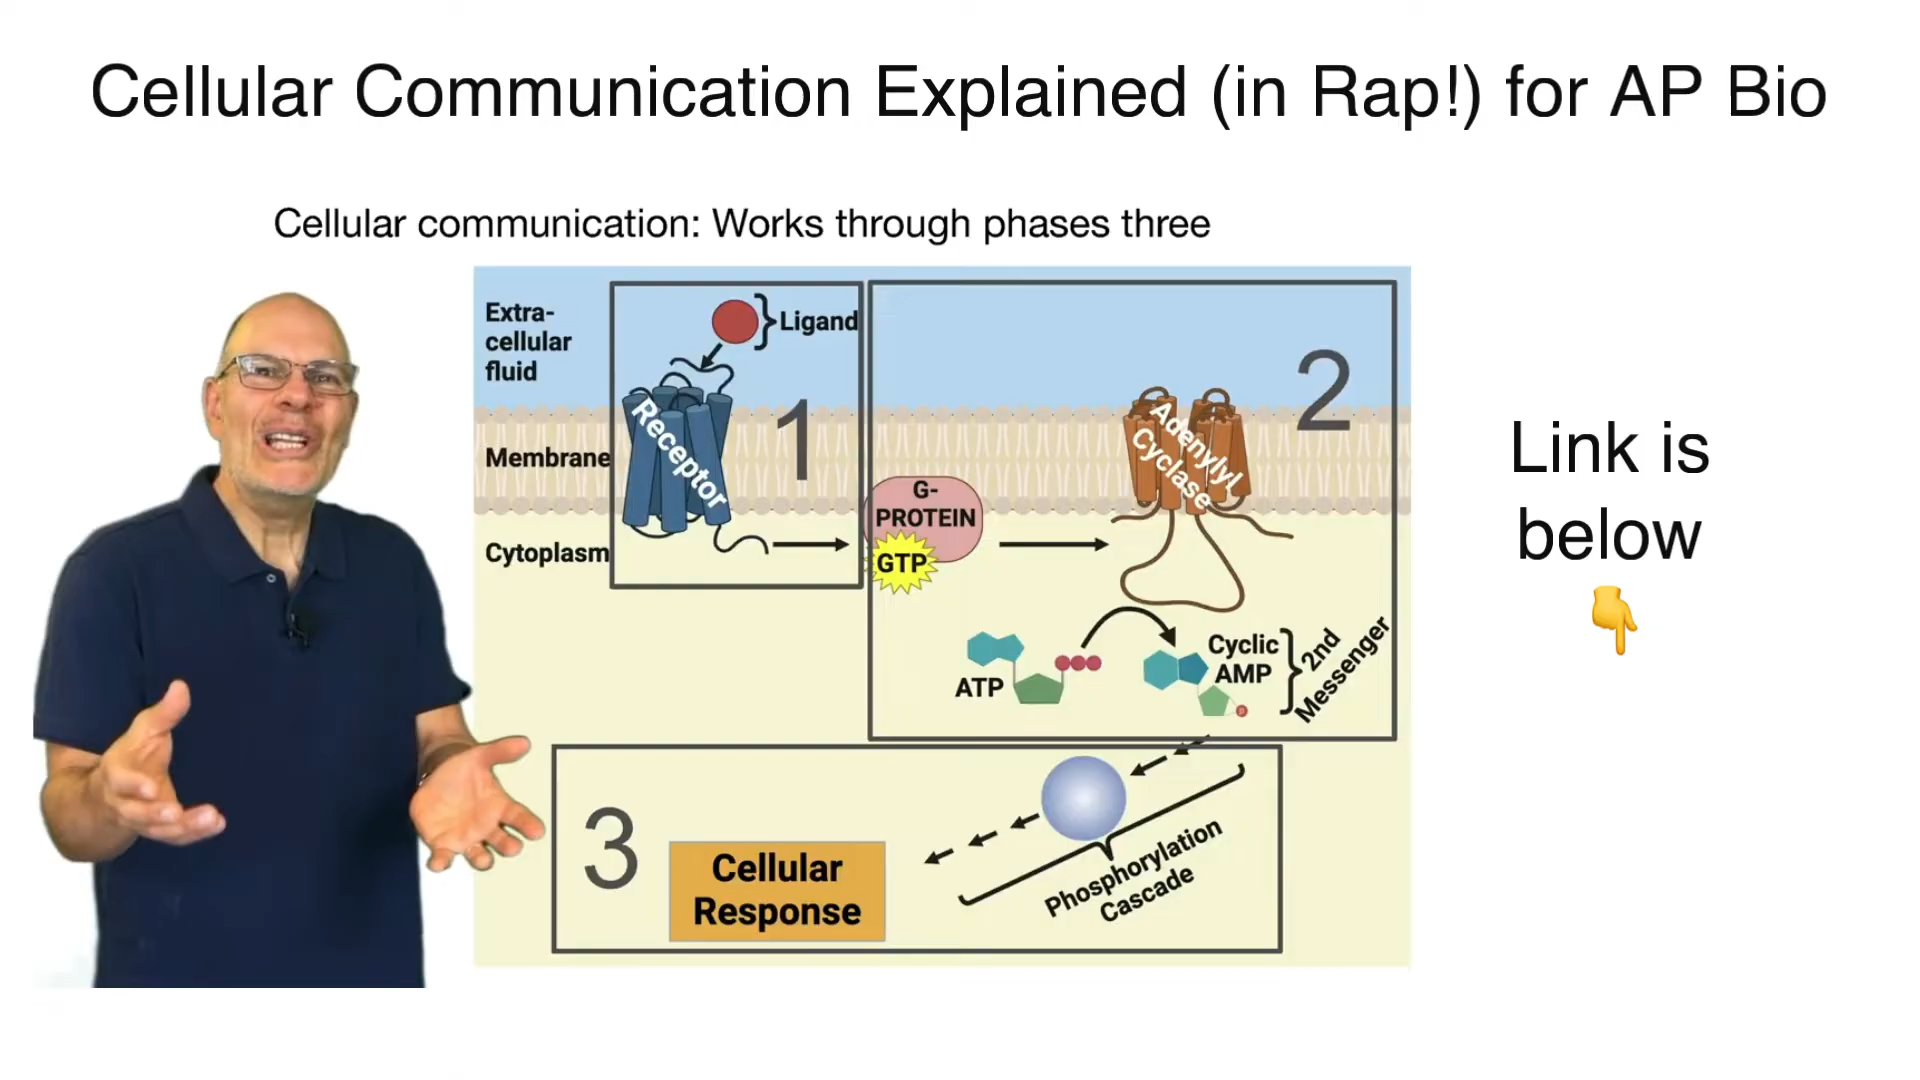 Cellular Communication Explained (in Rap!) for AP Bio
Cellular communication: Works through phases three
Extra-
cellular
fluid
Ligand
Receptor
1
2
Adenylyl
Cyclase
Membrane
G-
PROTEIN
GTP
Cytoplasm
ATP
Cyclic
AMP
2nd
Messenger
P
3
Cellular
Response
Phosphorylation
Cascade
Link is
below
👇